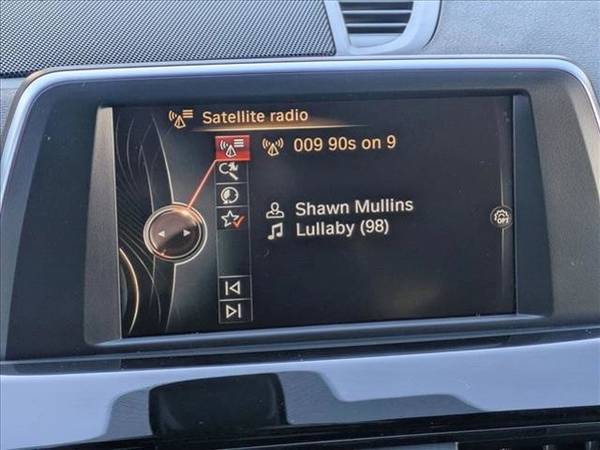 Satellite radio
009 90s on 9
Shawn Mullins
Lullaby (98)
OFF